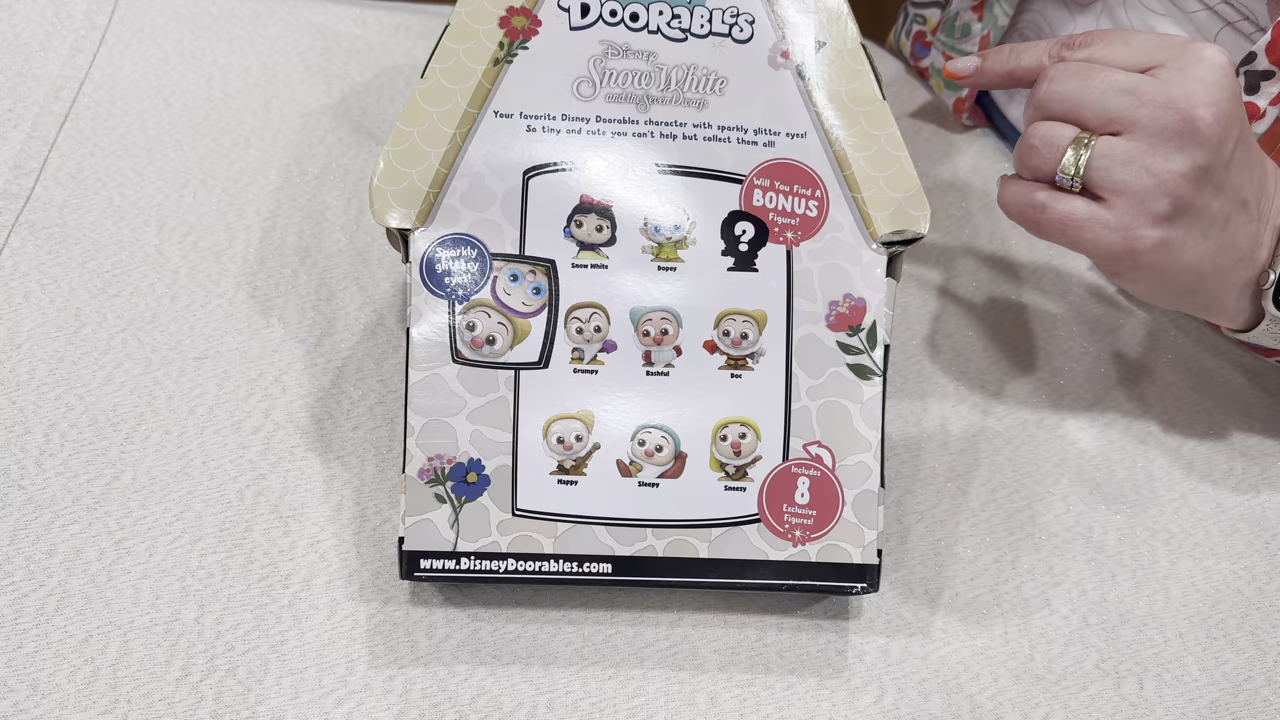 DOORABLES
Disney
Snow White
and the Seven Dwarfs
Your favorite Disney Doorables character with sparkly glitter eyes!
So tiny and cute you can't help but collect them all!
Will You Find A
BONUS
Figure?
?
Snow White
Dopey
Sparkly
glittery
eyes!
Grumpy
Bashful
Doc
Happy
Sleepy
Sneezy
Includes
8
Exclusive
Figures!
www.DisneyDoorables.com